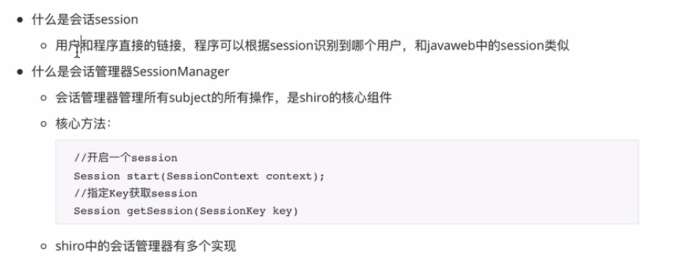 什么是会话session
用户和程序直接的链接，程序可以根据session识别到哪个用户，和javaweb中的session类似
什么是会话管理器SessionManager
会话管理器管理所有subject的所有操作，是shiro的核心组件
核心方法：
//开启一个session
Session start(SessionContext context);
//指定Key获取session
Session getSession(SessionKey key)
shiro中的会话管理器有多个实现